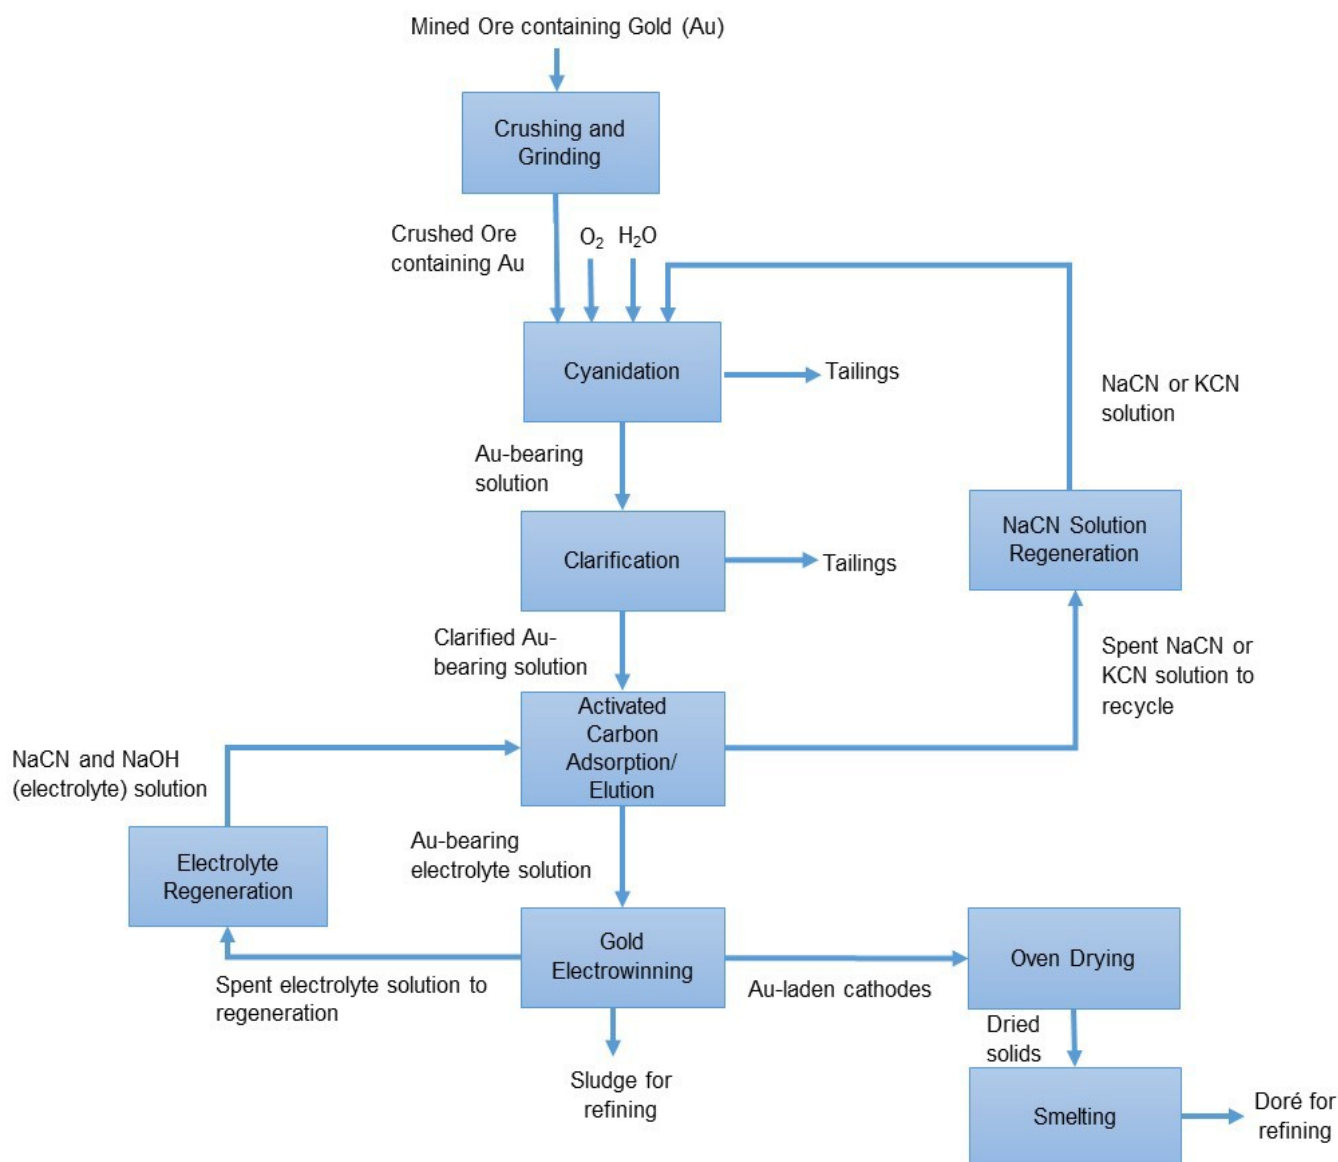 Mined Ore containing Gold (Au)
Crushing and
Grinding
Crushed Ore
containing Au
O₂
H₂O
Cyanidation
Tailings
NaCN or KCN
solution
Au-bearing
solution
NaCN Solution
Regeneration
Clarification
Tailings
Clarified Au-
bearing solution
Spent NaCN or
KCN solution to
recycle
Activated
Carbon
Adsorption/
Elution
NaCN and NaOH
(electrolyte) solution
Au-bearing
electrolyte solution
Electrolyte
Regeneration
Gold
Electrowinning
Oven Drying
Spent electrolyte solution to
regeneration
Au-laden cathodes
Dried
solids
Sludge for
refining
Smelting
Doré for
refining